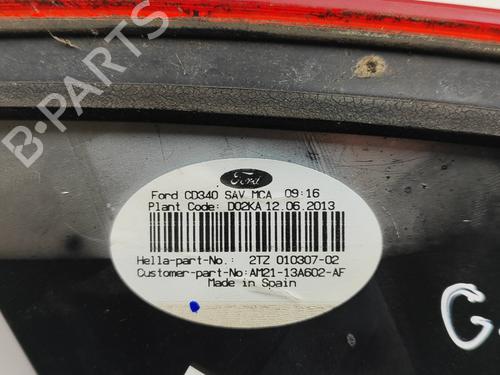 B-PARTS
Ford
Ford CD340 SAV MCA 09:16
Plant Code: D02KA 12.06.2013
Hella-part-No.: 2TZ 010307-02
Customer-part-No:AM21-13A602-AF
Made in Spain
G.